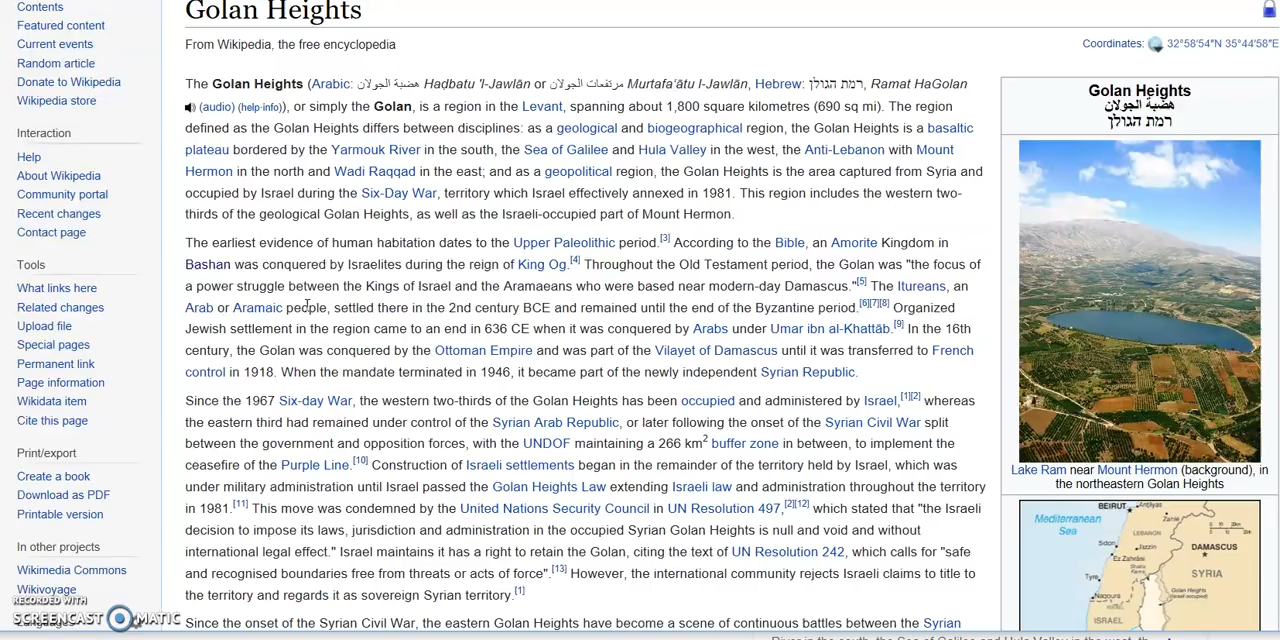 Contents
Featured content
Current events
Random article
Donate to Wikipedia
Wikipedia store
Interaction
Help
About Wikipedia
Community portal
Recent changes
Contact page
Tools
What links here
Related changes
Upload file
Special pages
Permanent link
Page information
Wikidata item
Cite this page
Print/export
Create a book
Download as PDF
Printable version
In other projects
Wikimedia Commons
Wikivoyage
Languages
RECORDED WITH
SCREENCAST MATIC
Golan Heights
From Wikipedia, the free encyclopedia
Coordinates: 32°58′54″N 35°44′58″E
The Golan Heights (Arabic: هضبة الجولان Haḍbatu 'l-Jawlān or مرتفعات الجولان Murtafaʻātu l-Jawlān, Hebrew: רמת הגולן, Ramat HaGolan
(audio) (help·info)), or simply the Golan, is a region in the Levant, spanning about 1,800 square kilometres (690 sq mi). The region
defined as the Golan Heights differs between disciplines: as a geological and biogeographical region, the Golan Heights is a basaltic
plateau bordered by the Yarmouk River in the south, the Sea of Galilee and Hula Valley in the west, the Anti-Lebanon with Mount
Hermon in the north and Wadi Raqqad in the east; and as a geopolitical region, the Golan Heights is the area captured from Syria and
occupied by Israel during the Six-Day War, territory which Israel effectively annexed in 1981. This region includes the western two-
thirds of the geological Golan Heights, as well as the Israeli-occupied part of Mount Hermon.
The earliest evidence of human habitation dates to the Upper Paleolithic period.[3] According to the Bible, an Amorite Kingdom in
Bashan was conquered by Israelites during the reign of King Og.[4] Throughout the Old Testament period, the Golan was "the focus of
a power struggle between the Kings of Israel and the Aramaeans who were based near modern-day Damascus."[5] The Itureans, an
Arab or Aramaic people, settled there in the 2nd century BCE and remained until the end of the Byzantine period.[6][7][8] Organized
Jewish settlement in the region came to an end in 636 CE when it was conquered by Arabs under Umar ibn al-Khattāb.[9] In the 16th
century, the Golan was conquered by the Ottoman Empire and was part of the Vilayet of Damascus until it was transferred to French
control in 1918. When the mandate terminated in 1946, it became part of the newly independent Syrian Republic.
Since the 1967 Six-day War, the western two-thirds of the Golan Heights has been occupied and administered by Israel,[1][2] whereas
the eastern third had remained under control of the Syrian Arab Republic, or later following the onset of the Syrian Civil War split
between the government and opposition forces, with the UNDOF maintaining a 266 km2 buffer zone in between, to implement the
ceasefire of the Purple Line.[10] Construction of Israeli settlements began in the remainder of the territory held by Israel, which was
under military administration until Israel passed the Golan Heights Law extending Israeli law and administration throughout the territory
in 1981.[11] This move was condemned by the United Nations Security Council in UN Resolution 497,[2][12] which stated that "the Israeli
decision to impose its laws, jurisdiction and administration in the occupied Syrian Golan Heights is null and void and without
international legal effect." Israel maintains it has a right to retain the Golan, citing the text of UN Resolution 242, which calls for "safe
and recognised boundaries free from threats or acts of force".[13] However, the international community rejects Israeli claims to title to
the territory and regards it as sovereign Syrian territory.[1]
Since the onset of the Syrian Civil War, the eastern Golan Heights have become a scene of continuous battles between the Syrian
Golan Heights
هضبة الجولان
רמת הגולן
Lake Ram near Mount Hermon (background), in
the northeastern Golan Heights
BEIRUT
Antilyas
Mediterranean
Sea
Zahle
LEBANON
DAMASCUS
Sidon
Jazzin
Ez Zahrani
SYRIA
Tyre
Golan Heights
(Israeli occupied)
Naqoura
ISRAEL